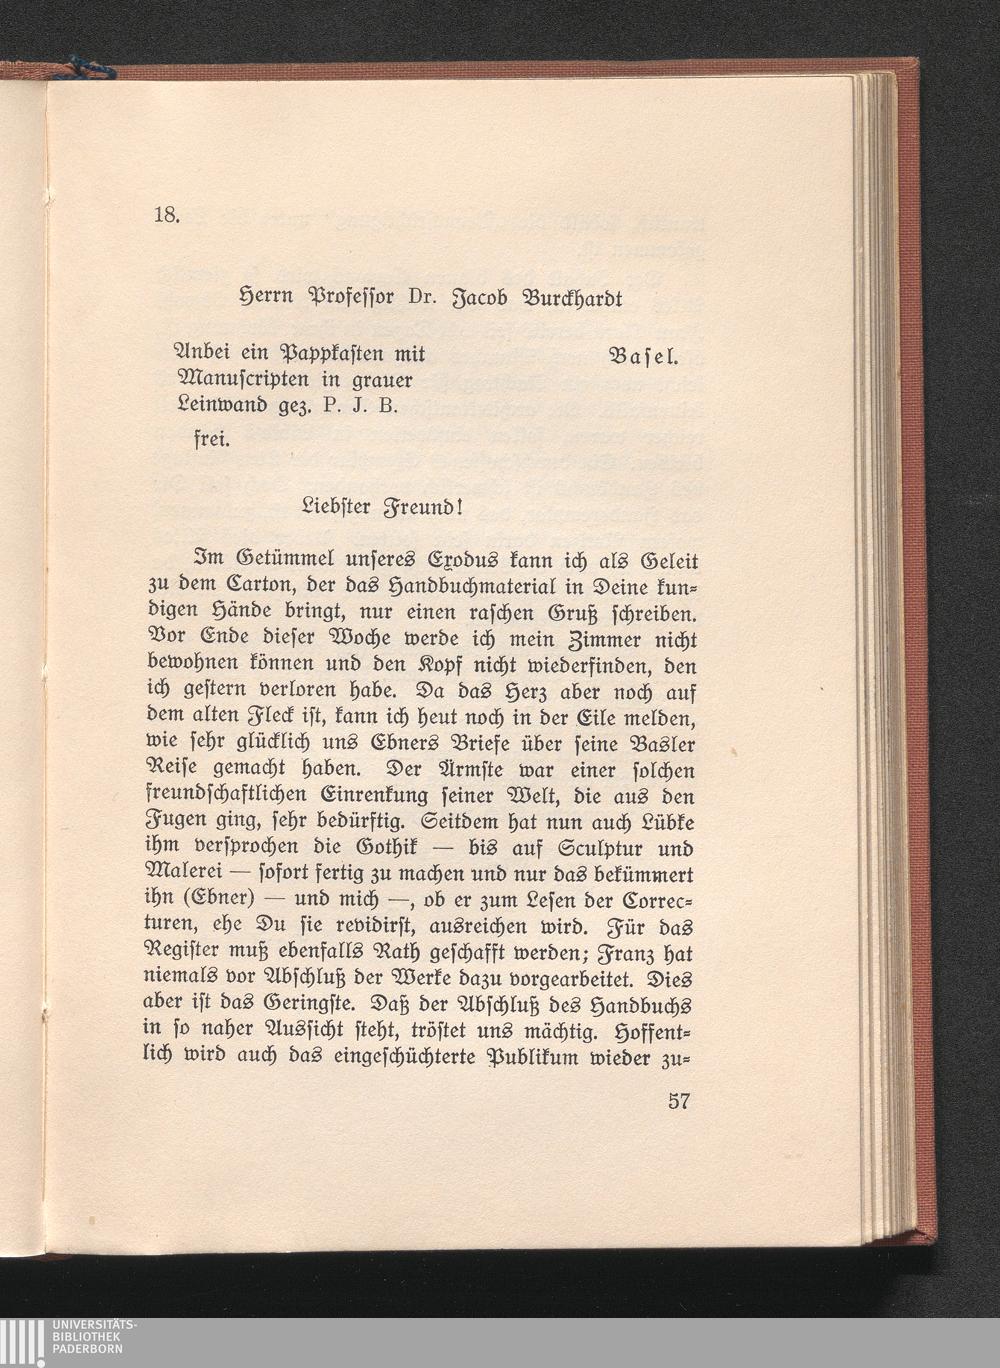 18.
Herrn Professor Dr. Jacob Burckhardt
Anbei ein Pappkasten mit Basel.
Manuscripten in grauer
Leinwand gez. P. J. B.
frei.
Liebster Freund!
Im Getümmel unseres Exodus kann ich als Geleit
zu dem Carton, der das Handbuchmaterial in Deine kun-
digen Hände bringt, nur einen raschen Gruß schreiben.
Vor Ende dieser Woche werde ich mein Zimmer nicht
bewohnen können und den Kopf nicht wiederfinden, den
ich gestern verloren habe. Da das Herz aber noch auf
dem alten Fleck ist, kann ich heut noch in der Eile melden,
wie sehr glücklich uns Ebners Briefe über seine Basler
Reise gemacht haben. Der Ärmste war einer solchen
freundschaftlichen Einrenkung seiner Welt, die aus den
Fugen ging, sehr bedürftig. Seitdem hat nun auch Lübke
ihm versprochen die Gothik — bis auf Sculptur und
Malerei — sofort fertig zu machen und nur das bekümmert
ihn (Ebner) — und mich —, ob er zum Lesen der Correc-
turen, ehe Du sie revidirst, ausreichen wird. Für das
Register muß ebenfalls Rath geschafft werden; Franz hat
niemals vor Abschluß der Werke dazu vorgearbeitet. Dies
aber ist das Geringste. Daß der Abschluß des Handbuchs
in so naher Aussicht steht, tröstet uns mächtig. Hoffent-
lich wird auch das eingeschüchterte Publikum wieder zu-
57
UNIVERSITÄTS-
BIBLIOTHEK
PADERBORN